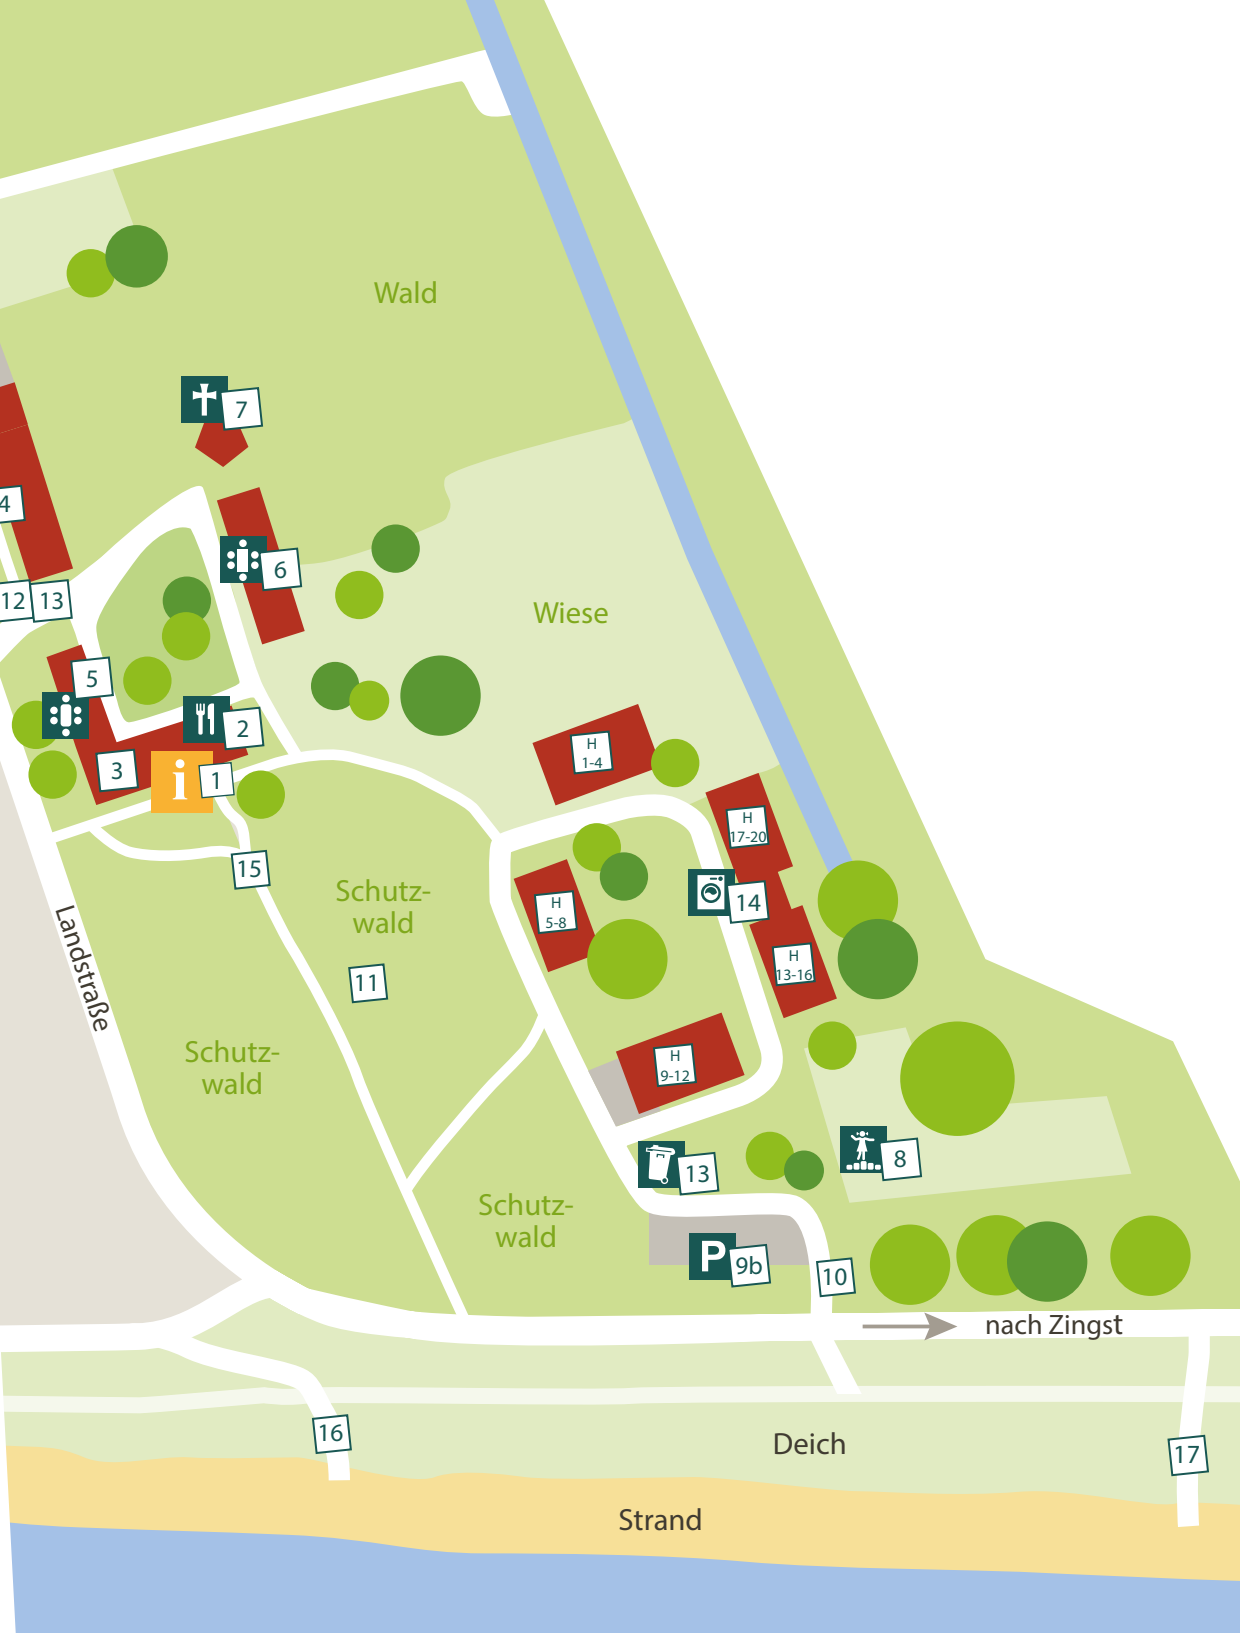 Wald
7
4
6
12
13
Wiese
5
2
3
i
1
H
1-4
H
17-20
15
Schutz-
wald
H
5-8
14
H
13-16
11
Landstraße
Schutz-
wald
H
9-12
8
13
Schutz-
wald
P
9b
10
nach Zingst
16
Deich
17
Strand